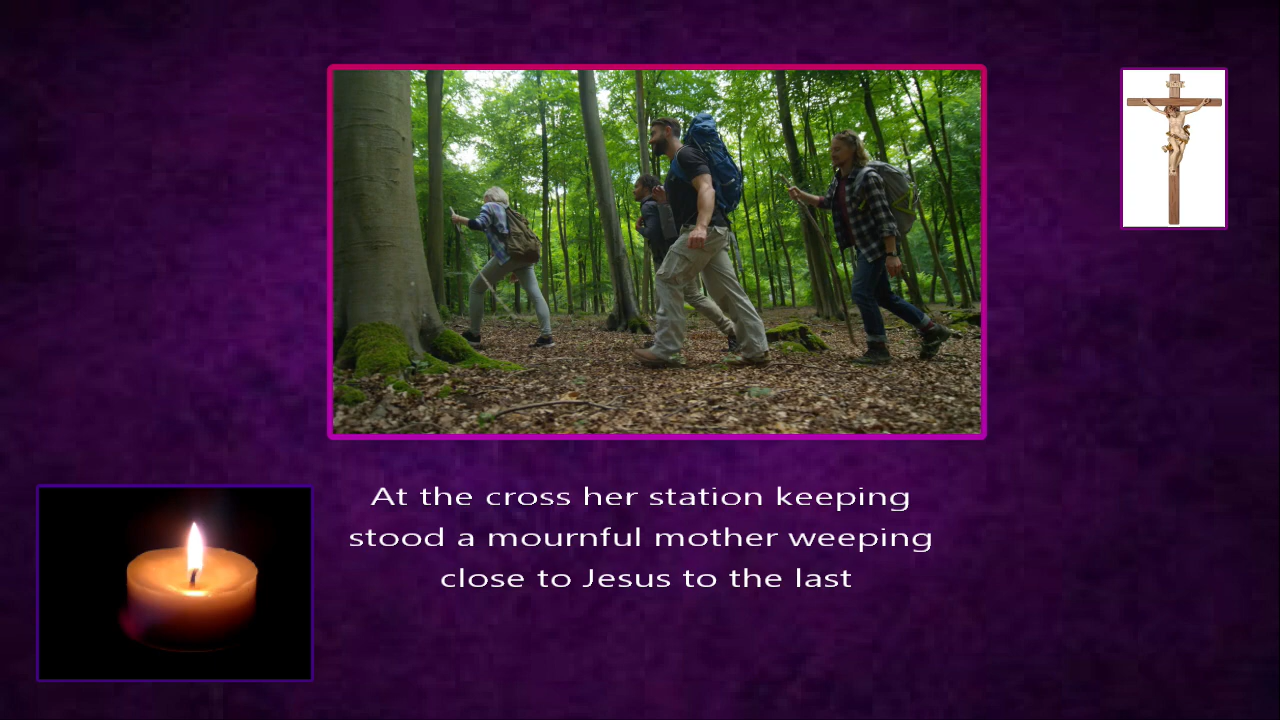 At the cross her station keeping
stood a mournful mother weeping
close to Jesus to the last